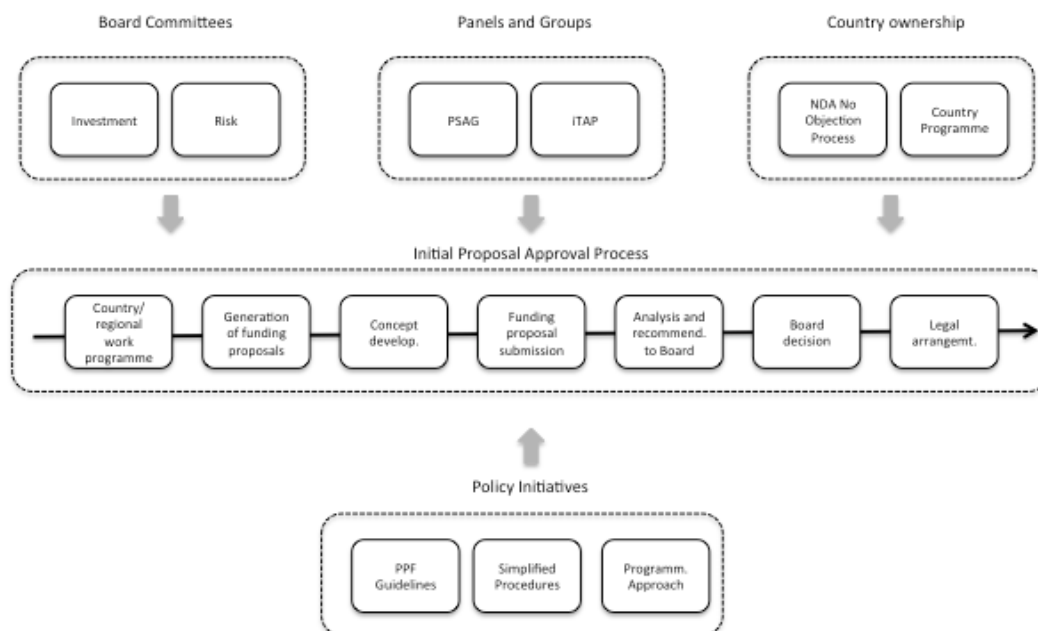 Board Committees
Panels and Groups
Country ownership
Investment
Risk
PSAG
iTAP
NDA No
Objection
Process
Country
Programme
Initial Proposal Approval Process
Country/
regional
work
programme
Generation
of funding
proposals
Concept
develop.
Funding
proposal
submission
Analysis and
recommend.
to Board
Board
decision
Legal
arrangemt.
Policy Initiatives
PPF
Guidelines
Simplified
Procedures
Programm.
Approach